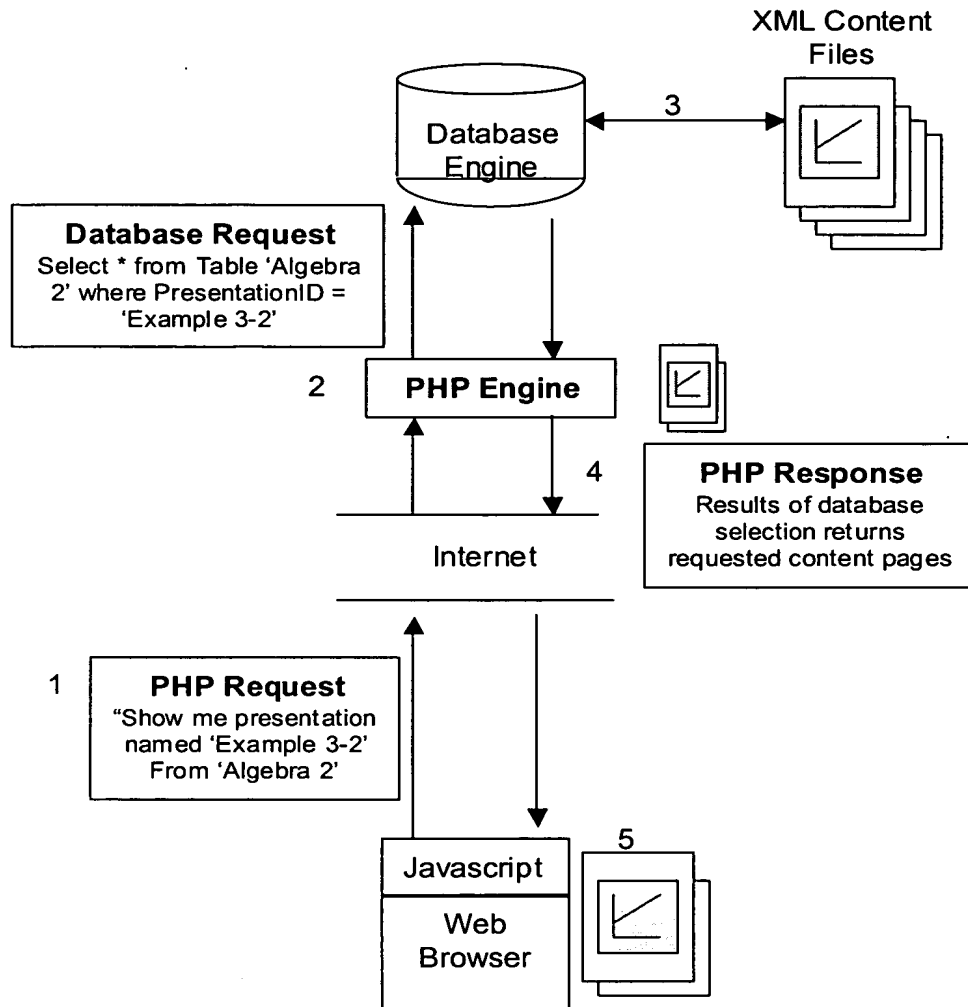 XML Content
Files
3
Database
Engine
Database Request
Select * from Table ‘Algebra
2’ where PresentationID =
‘Example 3-2’
2
PHP Engine
4
PHP Response
Results of database
selection returns
requested content pages
Internet
1
PHP Request
“Show me presentation
named ‘Example 3-2’
From ‘Algebra 2’
5
Javascript
Web
Browser